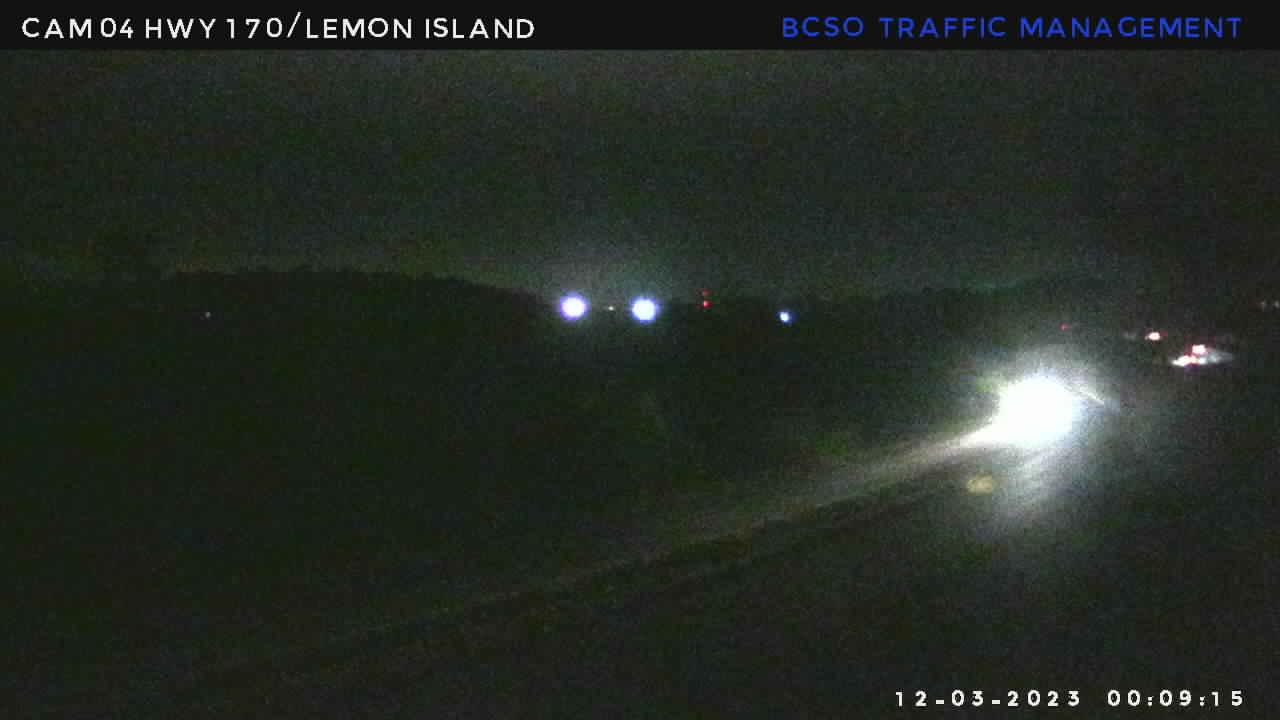 CAM04 HWY 170/LEMON ISLAND
BCSO TRAFFIC MANAGEMENT
12-03-2023 00:09:15